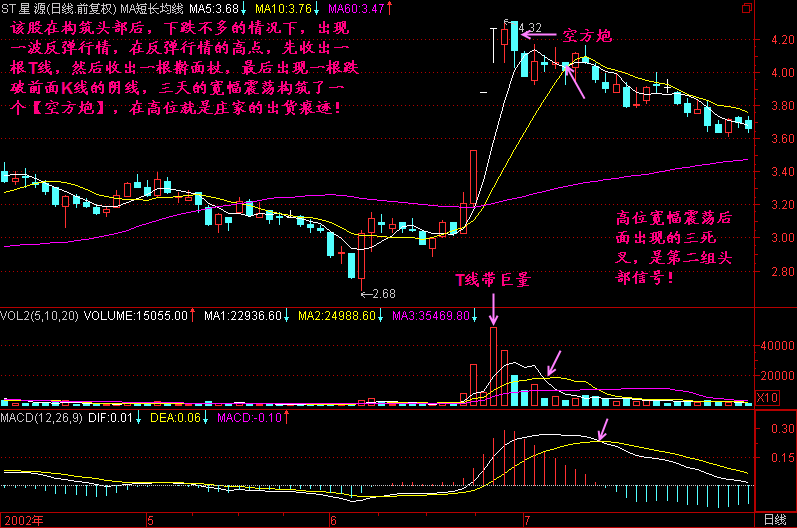 ST 星 源(日线.前复权) MA短长均线 MA5:3.68↓ MA10:3.76↓ MA60:3.47↑
该股在构筑头部后，下跌不多的情况下，出现
一波反弹行情，在反弹行情的高点，先收出一
根T线，然后收出一根擀面杖，最后出现一根跌
破前面K线的阴线，三天的宽幅震荡构筑了一
个【空方炮】，在高位就是庄家的出货痕迹！
4.32
空方炮
4.20
4.00
3.80
3.60
3.40
3.20
3.00
2.80
高位宽幅震荡后
面出现的三死
叉，是第二组头
部信号！
T线带巨量
2.68
VOL2(5,10,20) VOLUME:15055.00↑ MA1:22936.60↓ MA2:24988.60↓ MA3:35469.80↓
40000
20000
X10
MACD(12,26,9) DIF:0.01↓ DEA:0.06↓ MACD:-0.10↑
0.30
0.15
2002年 5 6 7 日线